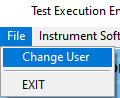 Test Execution En
File Instrument Soft
Change User
EXIT